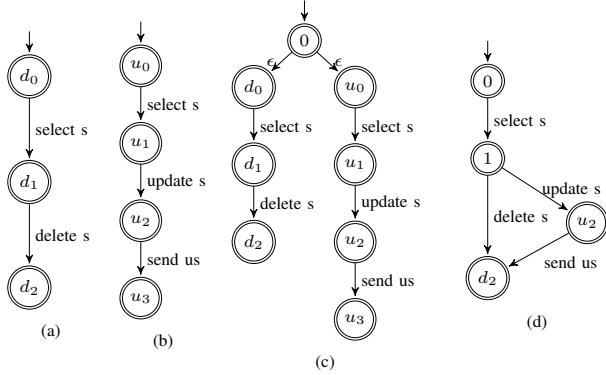 d0
select s
d1
delete s
d2
(a)
u0
select s
u1
update s
u2
send us
u3
(b)
0
ϵ ϵ
d0 u0
select s select s
d1 u1
delete s update s
d2 u2
send us
u3
(c)
0
select s
1
update s
delete s
u2
send us
d2
(d)